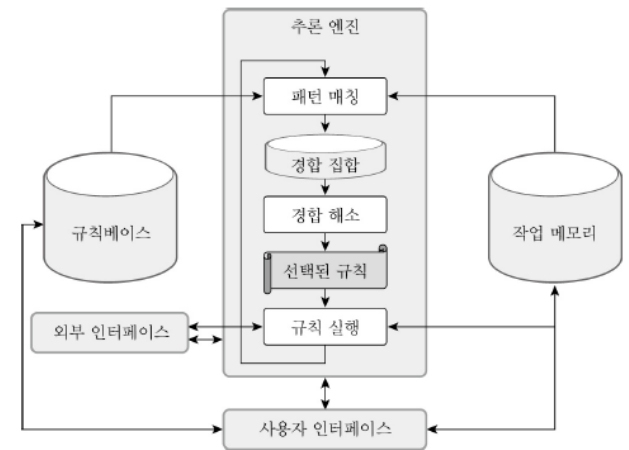 추론 엔진
패턴 매칭
경합 집합
규칙베이스
경합 해소
작업 메모리
선택된 규칙
외부 인터페이스
규칙 실행
사용자 인터페이스